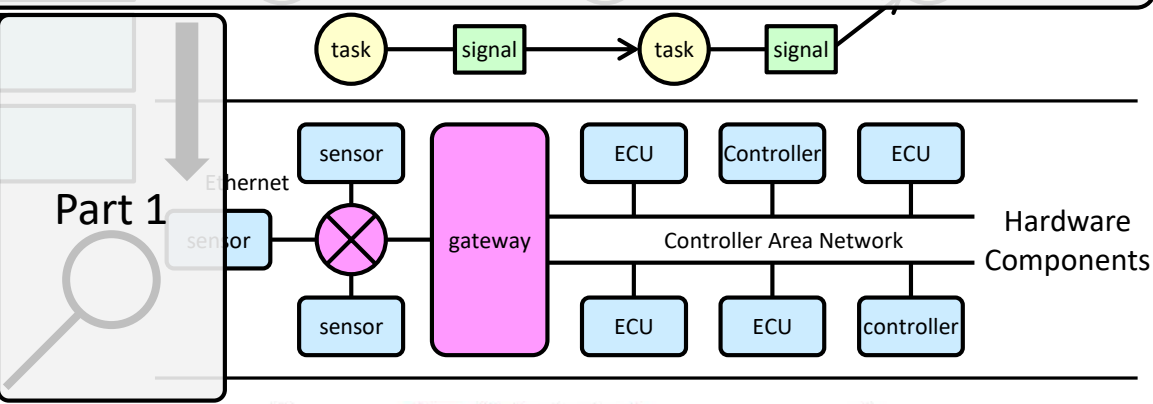 task
signal
task
signal
sensor
ECU
Controller
ECU
Ethernet
Part 1
sensor
gateway
Controller Area Network
Hardware
Components
sensor
ECU
ECU
controller